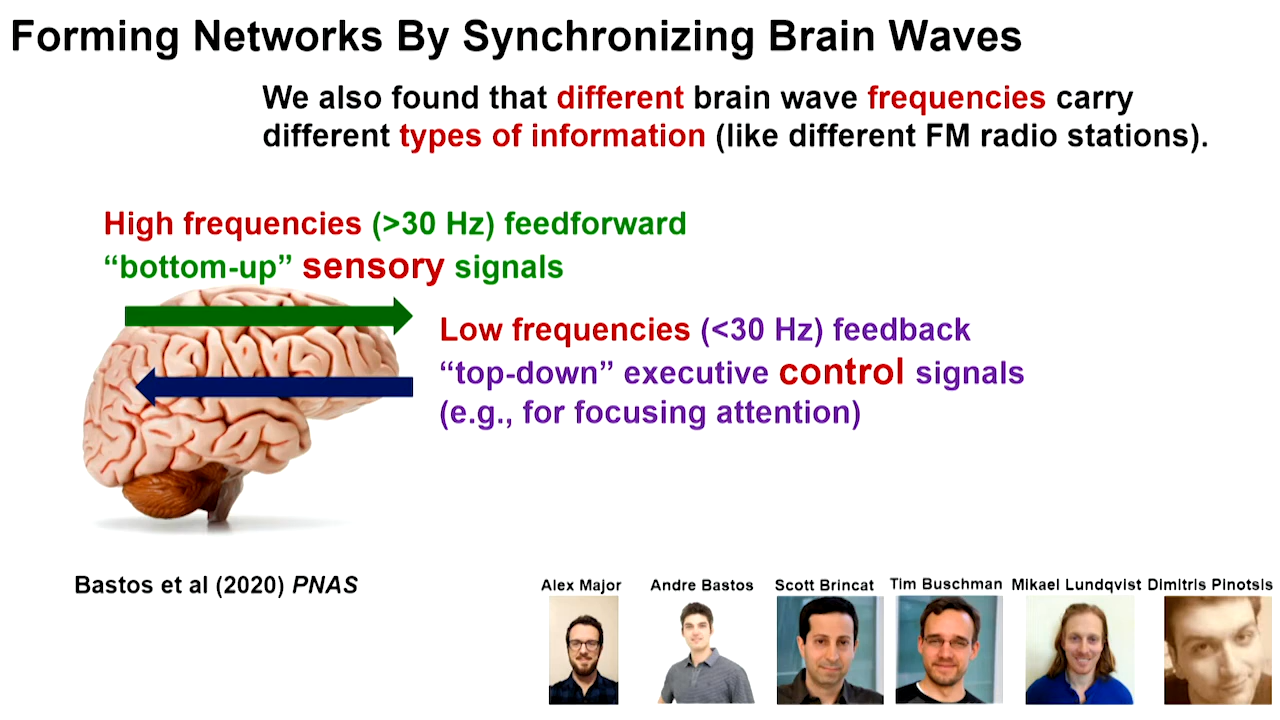 Forming Networks By Synchronizing Brain Waves
We also found that different brain wave frequencies carry
different types of information (like different FM radio stations).
High frequencies (>30 Hz) feedforward
“bottom-up” sensory signals
Low frequencies (<30 Hz) feedback
“top-down” executive control signals
(e.g., for focusing attention)
Bastos et al (2020) PNAS
Alex Major
Andre Bastos
Scott Brincat
Tim Buschman
Mikael Lundqvist
Dimitris Pinotsis